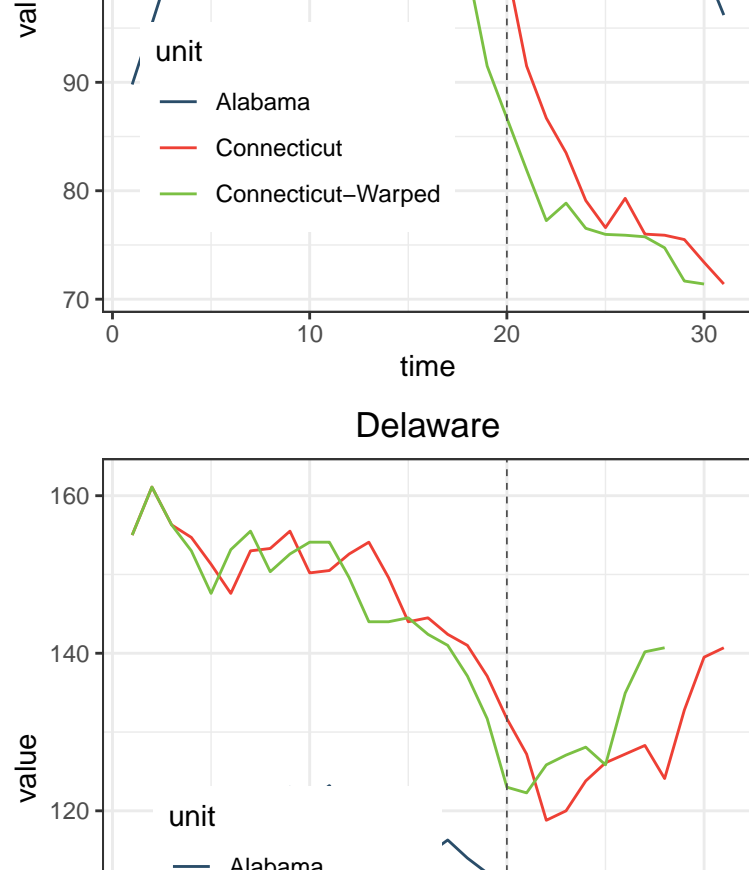 val
unit
90
Alabama
Connecticut
80
Connecticut−Warped
70
0 10 20 30
time
Delaware
160
140
value
120
unit
Alabama